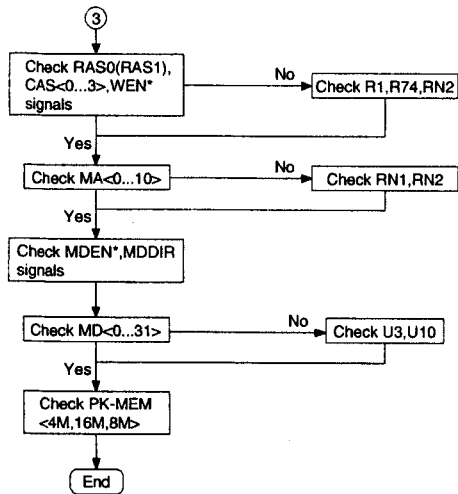 3
Check RAS0(RAS1),
CAS<0...3>,WEN*
signals
No
Check R1,R74,RN2
Yes
Check MA<0...10>
No
Check RN1,RN2
Yes
Check MDEN*,MDDIR
signals
Check MD<0...31>
No
Check U3,U10
Yes
Check PK-MEM
<4M,16M,8M>
End